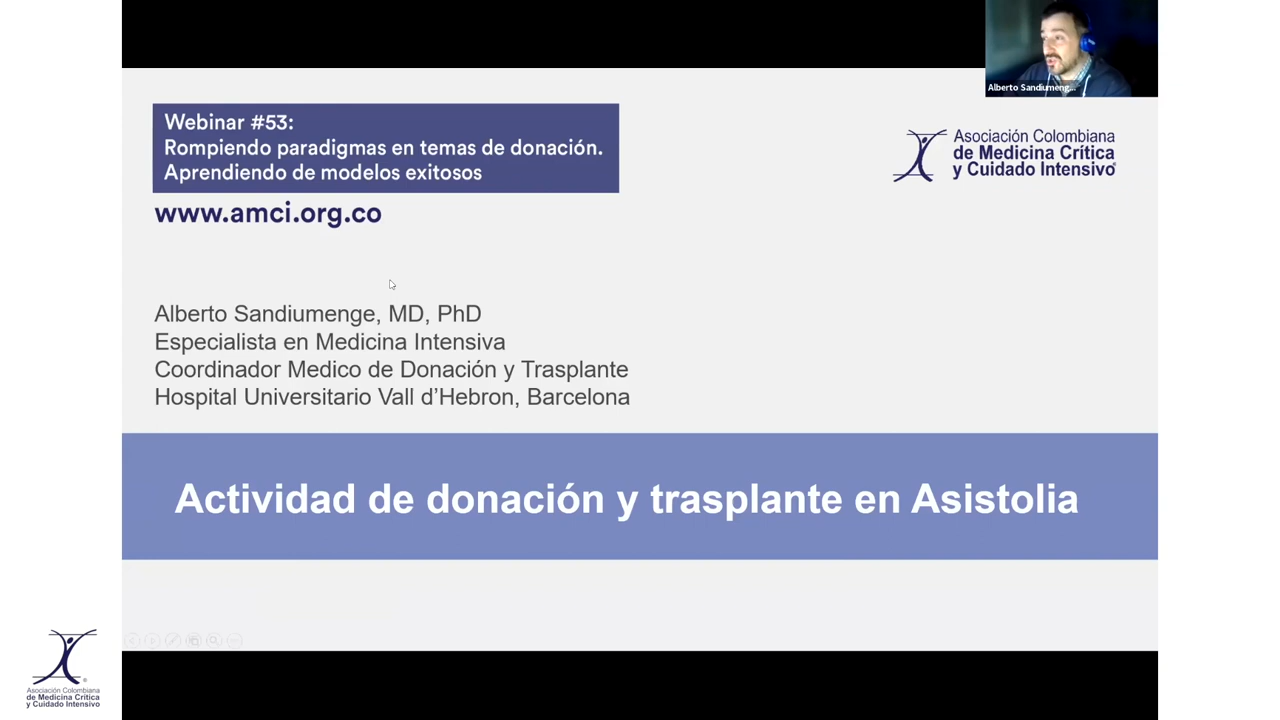 Alberto Sandiumeng...
Webinar #53:
Rompiendo paradigmas en temas de donación.
Aprendiendo de modelos exitosos
www.amci.org.co
Asociación Colombiana
de Medicina Crítica
y Cuidado Intensivo
Alberto Sandiumenge, MD, PhD
Especialista en Medicina Intensiva
Coordinador Medico de Donación y Trasplante
Hospital Universitario Vall d’Hebron, Barcelona
Actividad de donación y trasplante en Asistolia
Asociación Colombiana
de Medicina Crítica
y Cuidado Intensivo